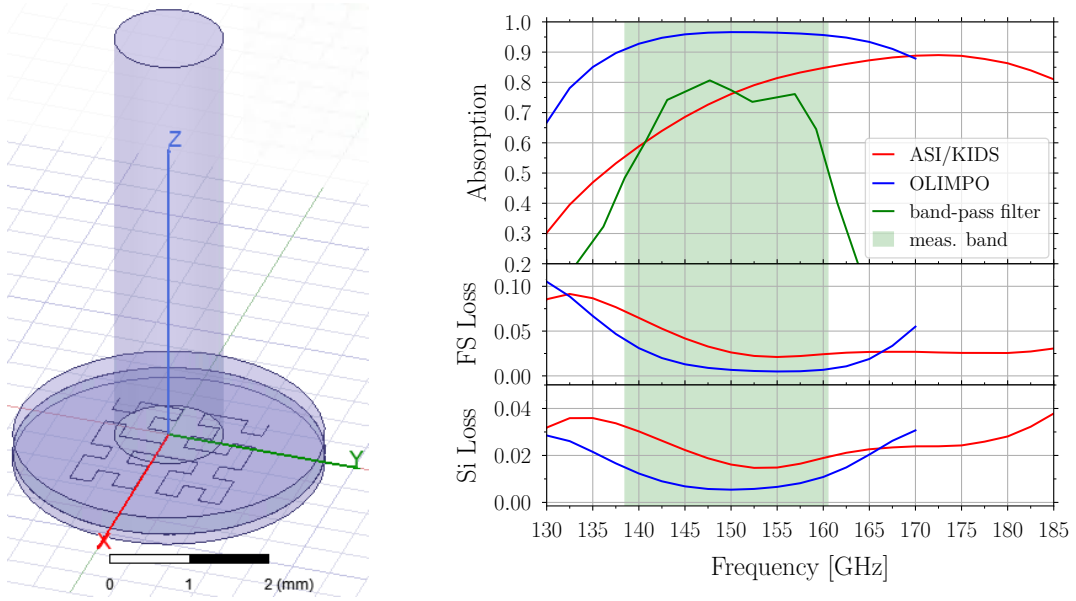 Z
Y
X
0 1 2 (mm)
Absorption
1.0
0.9
0.8
0.7
0.6
0.5
0.4
0.3
0.2
ASI/KIDS
OLIMPO
band-pass filter
meas. band
FS Loss
0.10
0.05
0.00
Si Loss
0.04
0.02
0.00
130 135 140 145 150 155 160 165 170 175 180 185
Frequency [GHz]